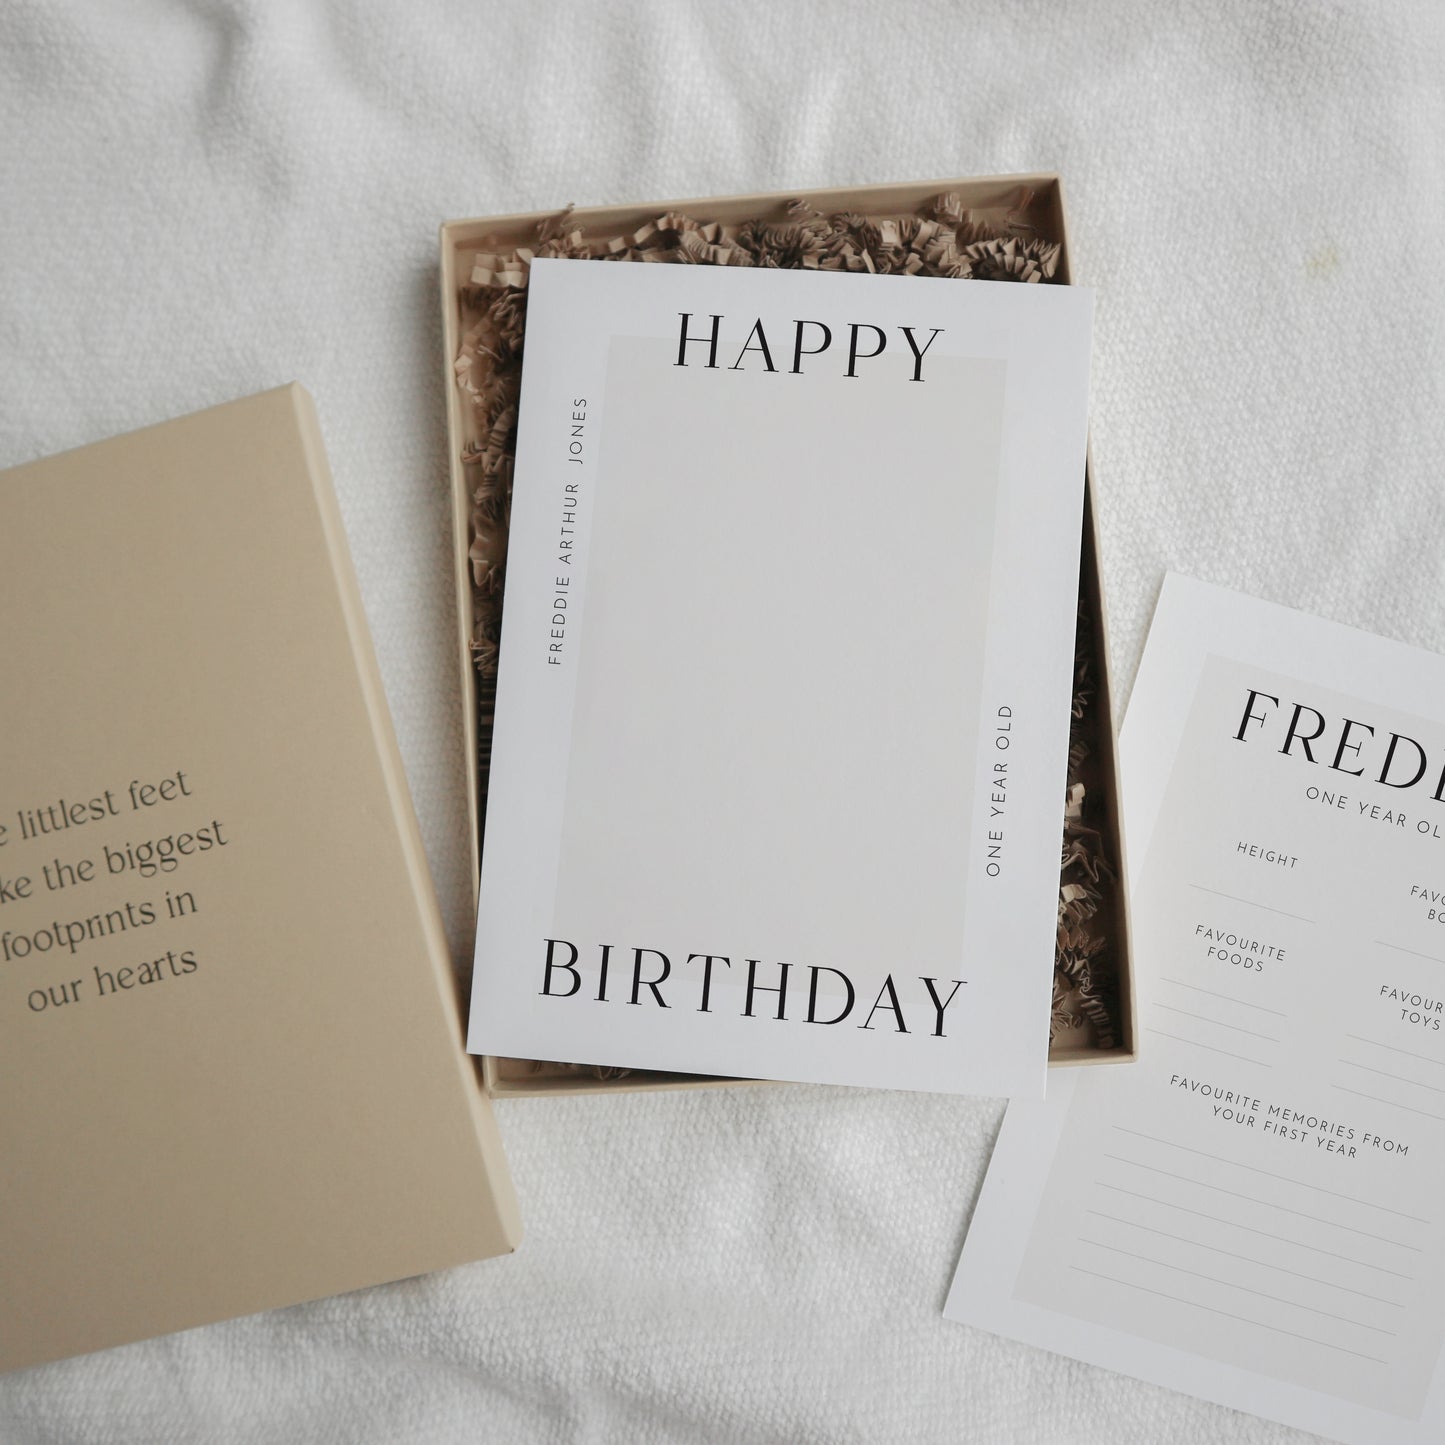 littlest feet
the biggest
footprints in
our hearts
HAPPY
FREDDIE ARTHUR JONES
ONE YEAR OLD
BIRTHDAY
ONE YEAR
HEIGHT
FAVOURITE
FOODS
TOYS
FAVOURITE MEMORIES FROM
YOUR FIRST YEAR